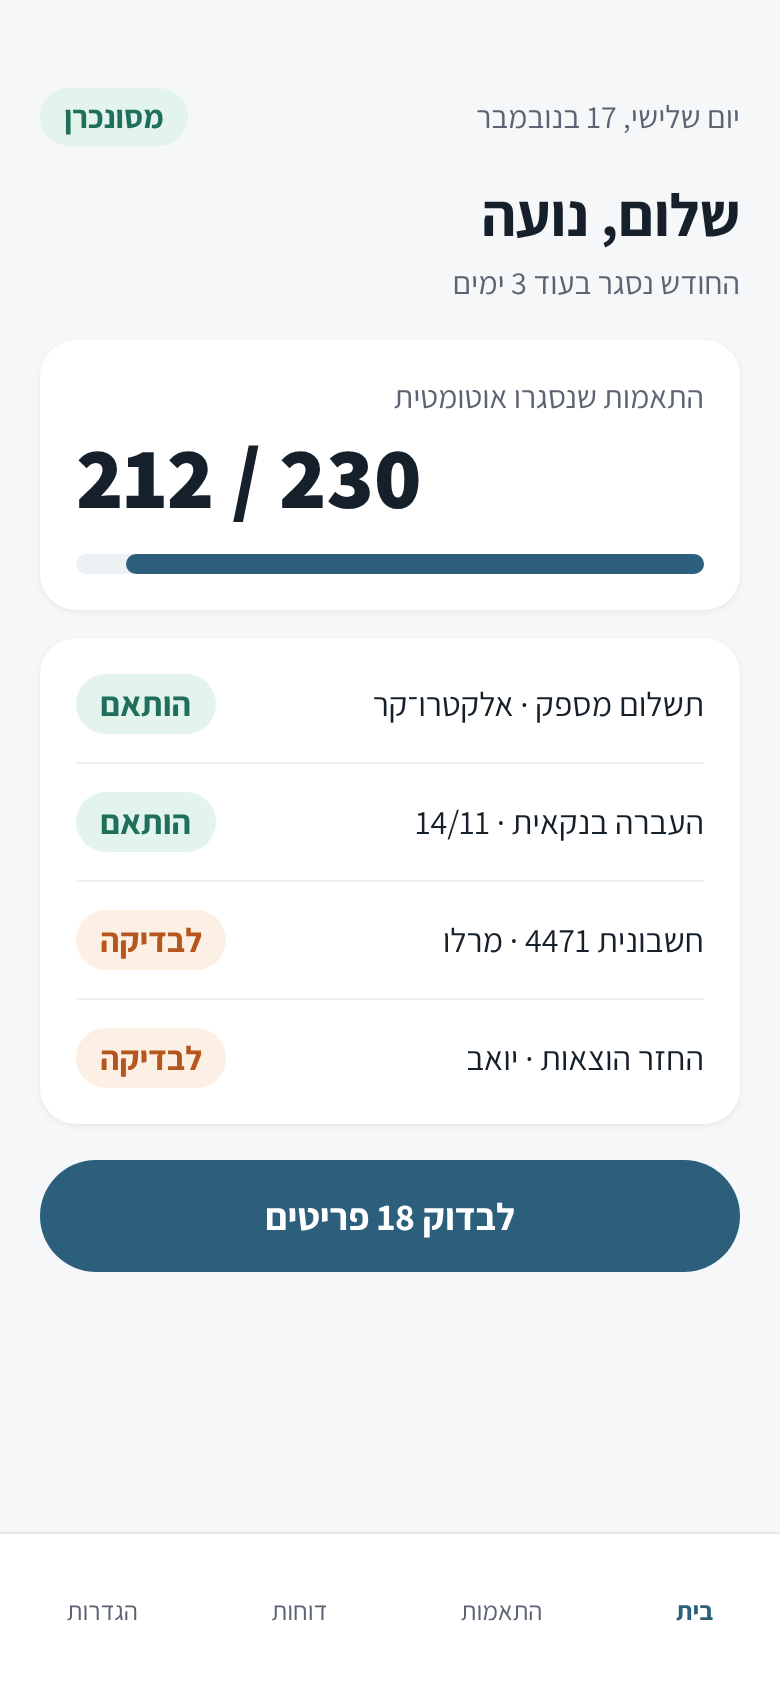 יום שלישי, 17 בנובמבר
מסונכרן
שלום, נועה
החודש נסגר בעוד 3 ימים
התאמות שנסגרו אוטומטית
212 / 230
תשלום מספק · אלקטרו־קר
הותאם
העברה בנקאית · 14/11
הותאם
חשבונית 4471 · מרלו
לבדיקה
החזר הוצאות · יואב
לבדיקה
לבדוק 18 פריטים
בית
התאמות
דוחות
הגדרות